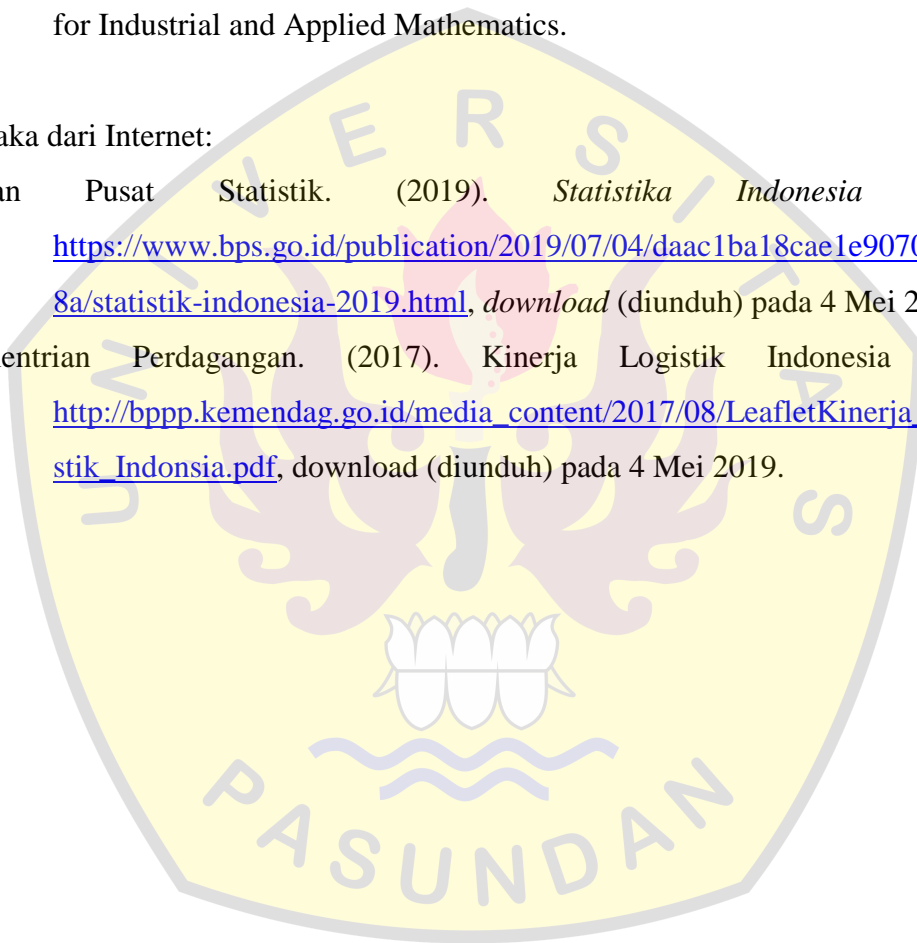 for Industrial and Applied Mathematics.
aka dari Internet:
an Pusat Statistik. (2019). Statistika Indonesia
https://www.bps.go.id/publication/2019/07/04/daac1ba18cae1e9070
8a/statistik-indonesia-2019.html, download (diunduh) pada 4 Mei 2
nentrian Perdagangan. (2017). Kinerja Logistik Indonesia
http://bppp.kemendag.go.id/media_content/2017/08/LeafletKinerja_
stik_Indonsia.pdf, download (diunduh) pada 4 Mei 2019.
UNIVERSITAS
PASUNDAN